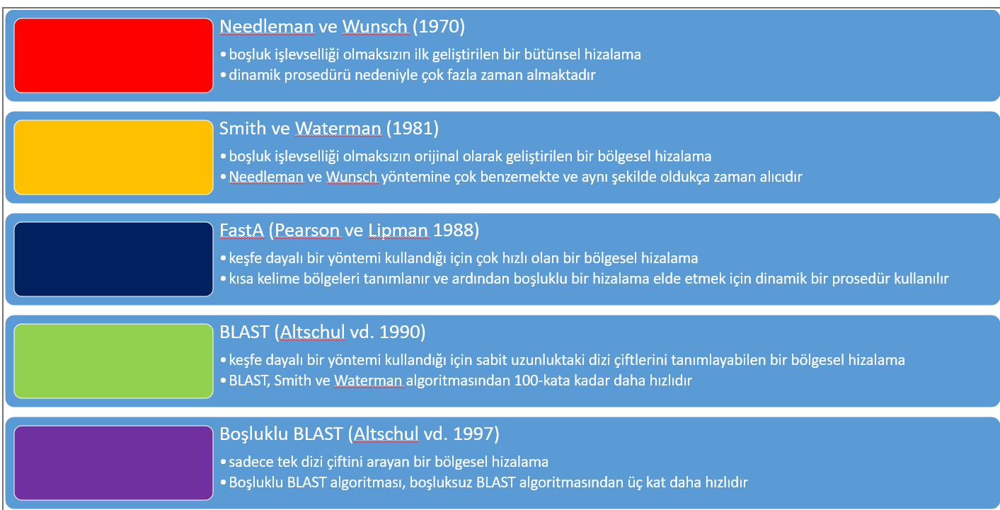 Needleman ve Wunsch (1970)
•boşluk işlevselliği olmaksızın ilk geliştirilen bir bütünsel hizalama
•dinamik prosedürü nedeniyle çok fazla zaman almaktadır
Smith ve Waterman (1981)
•boşluk işlevselliği olmaksızın orijinal olarak geliştirilen bir bölgesel hizalama
•Needleman ve Wunsch yöntemine çok benzemekte ve aynı şekilde oldukça zaman alıcıdır
FastA (Pearson ve Lipman 1988)
•keşfe dayalı bir yöntemi kullandığı için çok hızlı olan bir bölgesel hizalama
•kısa kelime bölgeleri tanımlanır ve ardından boşluklu bir hizalama elde etmek için dinamik bir prosedür kullanılır
BLAST (Altschul vd. 1990)
•keşfe dayalı bir yöntemi kullandığı için sabit uzunluktaki dizi çiftlerini tanımlayabilen bir bölgesel hizalama
•BLAST, Smith ve Waterman algoritmasından 100-kata kadar daha hızlıdır
Boşluklu BLAST (Altschul vd. 1997)
•sadece tek dizi çiftini arayan bir bölgesel hizalama
•Boşluklu BLAST algoritması, boşluksuz BLAST algoritmasından üç kat daha hızlıdır